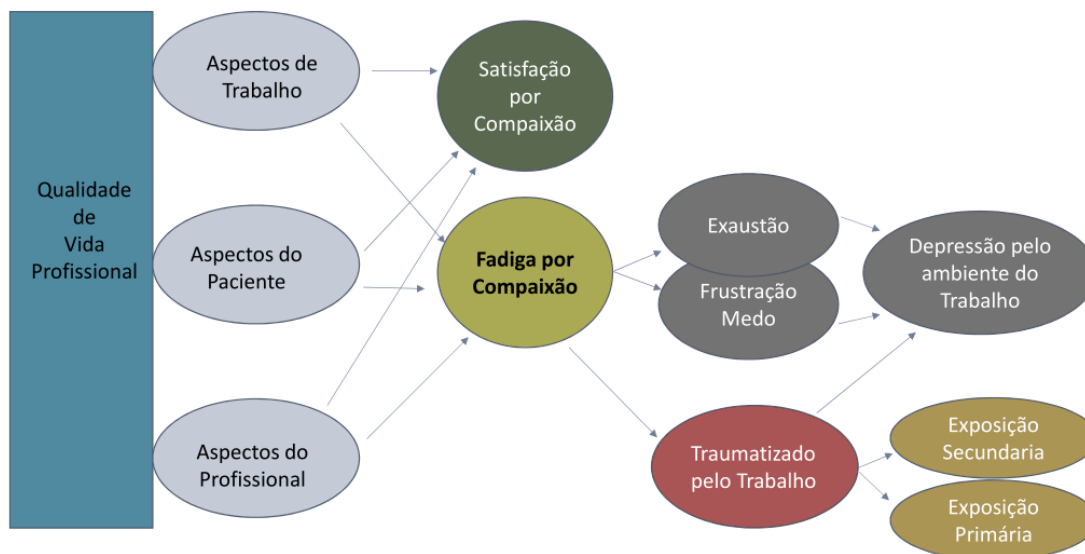 Qualidade
de
Vida
Profissional
Aspectos de
Trabalho
Aspectos do
Paciente
Aspectos do
Profissional
Satisfação
por
Compaixão
Fadiga por
Compaixão
Exaustão
Frustração
Medo
Depressão pelo
ambiente do
Trabalho
Traumatizado
pelo Trabalho
Exposição
Secundaria
Exposição
Primária